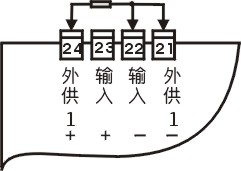 24 23 22 21
外 输 输 外
供 入 入 供
1 1
+ + − −